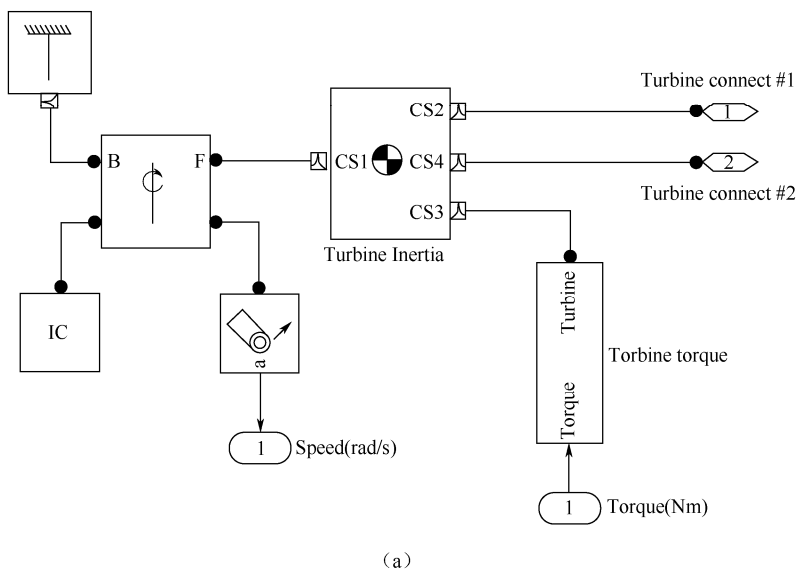 Turbine connect #1
CS2
1
B
F
CS1
CS4
2
Turbine connect #2
CS3
Turbine Inertia
IC
a
Turbine
Torbine torque
Torque
1
Speed(rad/s)
1
Torque(Nm)
（a）